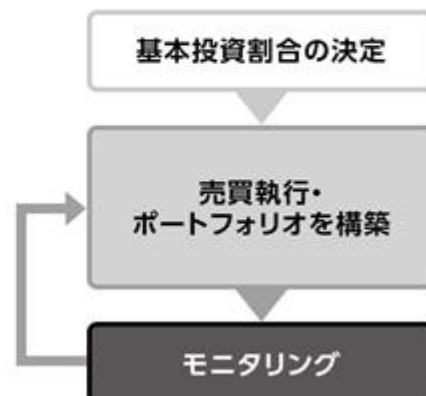 基本投資割合の決定
売買執行・
ポートフォリオを構築
モニタリング